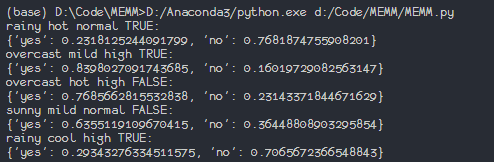 (base) D:\Code\MEMM>D:/Anaconda3/python.exe d:/Code/MEMM/MEMM.py
rainy hot normal TRUE:
{'yes': 0.2318125244091799, 'no': 0.7681874755908201}
overcast mild high TRUE:
{'yes': 0.8398027091743685, 'no': 0.16019729082563147}
overcast hot high FALSE:
{'yes': 0.7685662815532838, 'no': 0.23143371844671629}
sunny mild normal FALSE:
{'yes': 0.6355119109670415, 'no': 0.36448808903295854}
rainy cool high TRUE:
{'yes': 0.29343276334511575, 'no': 0.7065672366548843}